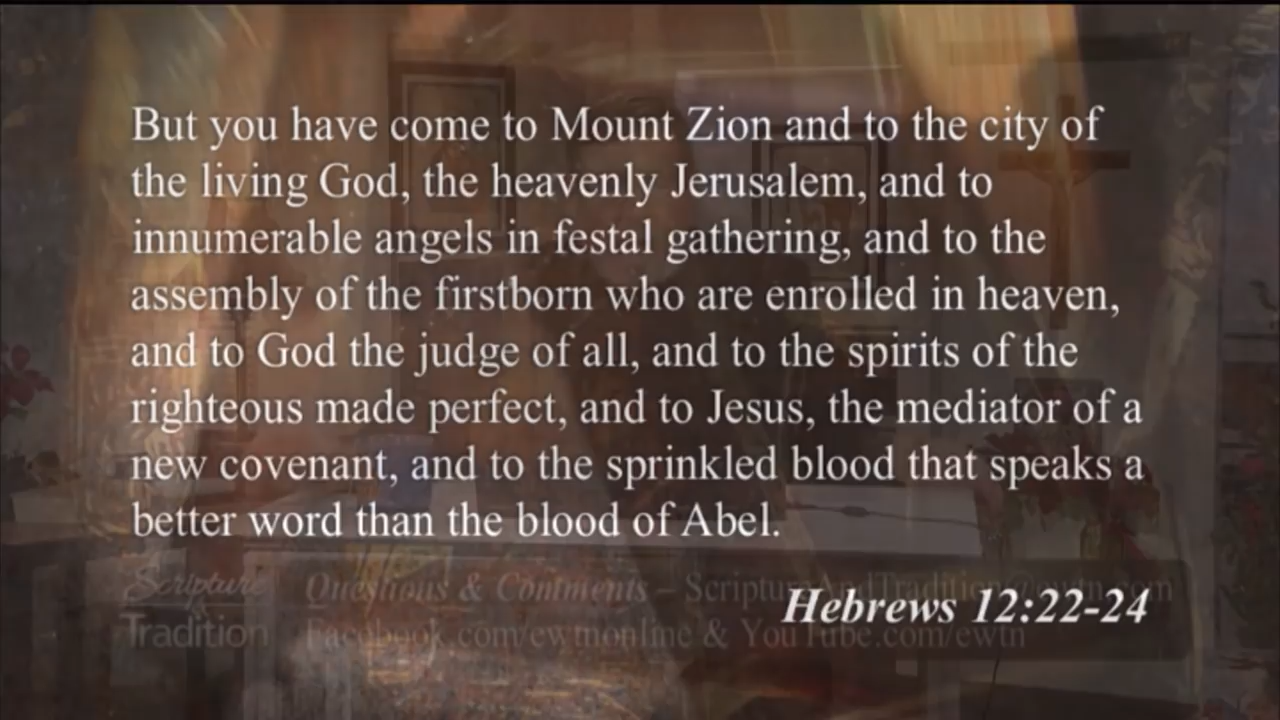 But you have come to Mount Zion and to the city of
the living God, the heavenly Jerusalem, and to
innumerable angels in festal gathering, and to the
assembly of the firstborn who are enrolled in heaven,
and to God the judge of all, and to the spirits of the
righteous made perfect, and to Jesus, the mediator of a
new covenant, and to the sprinkled blood that speaks a
better word than the blood of Abel.
Scripture
Tradition
Questions & Comments – ScriptureAndTradition@ewtn.com
Facebook.com/ewtnonline & YouTube.com/ewtn
Hebrews 12:22-24